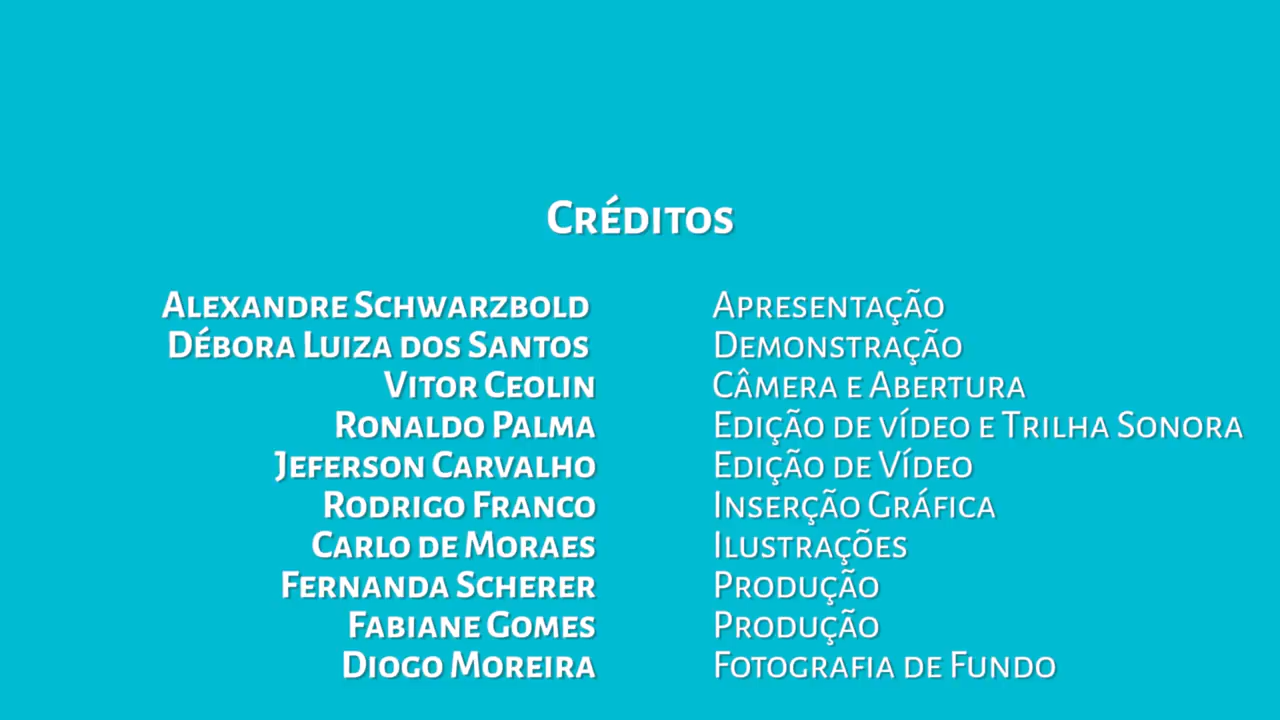 Créditos
Alexandre Schwarzbold Apresentação
Débora Luiza dos Santos Demonstração
Vitor Ceolin Câmera e Abertura
Ronaldo Palma Edição de vídeo e Trilha Sonora
Jeferson Carvalho Edição de Vídeo
Rodrigo Franco Inserção Gráfica
Carlo de Moraes Ilustrações
Fernanda Scherer Produção
Fabiane Gomes Produção
Diogo Moreira Fotografia de Fundo